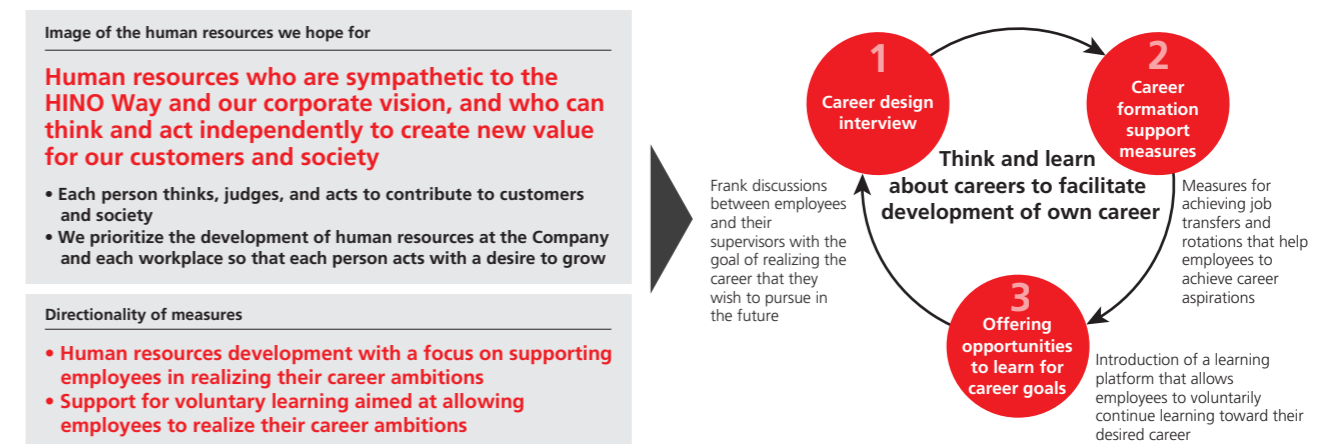 Image of the human resources we hope for
Human resources who are sympathetic to the
HINO Way and our corporate vision, and who can
think and act independently to create new value
for our customers and society
• Each person thinks, judges, and acts to contribute to customers
and society
• We prioritize the development of human resources at the Company
and each workplace so that each person acts with a desire to grow
Directionality of measures
• Human resources development with a focus on supporting
employees in realizing their career ambitions
• Support for voluntary learning aimed at allowing
employees to realize their career ambitions
1
Career design
interview
2
Career
formation
support
measures
Think and learn
about careers to facilitate
development of own career
Frank discussions
between employees
and their
supervisors with the
goal of realizing the
career that they
wish to pursue in
the future
Measures for
achieving job
transfers and
rotations that help
employees to
achieve career
aspirations
3
Offering
opportunities
to learn for
career goals
Introduction of a learning
platform that allows
employees to voluntarily
continue learning toward their
desired career